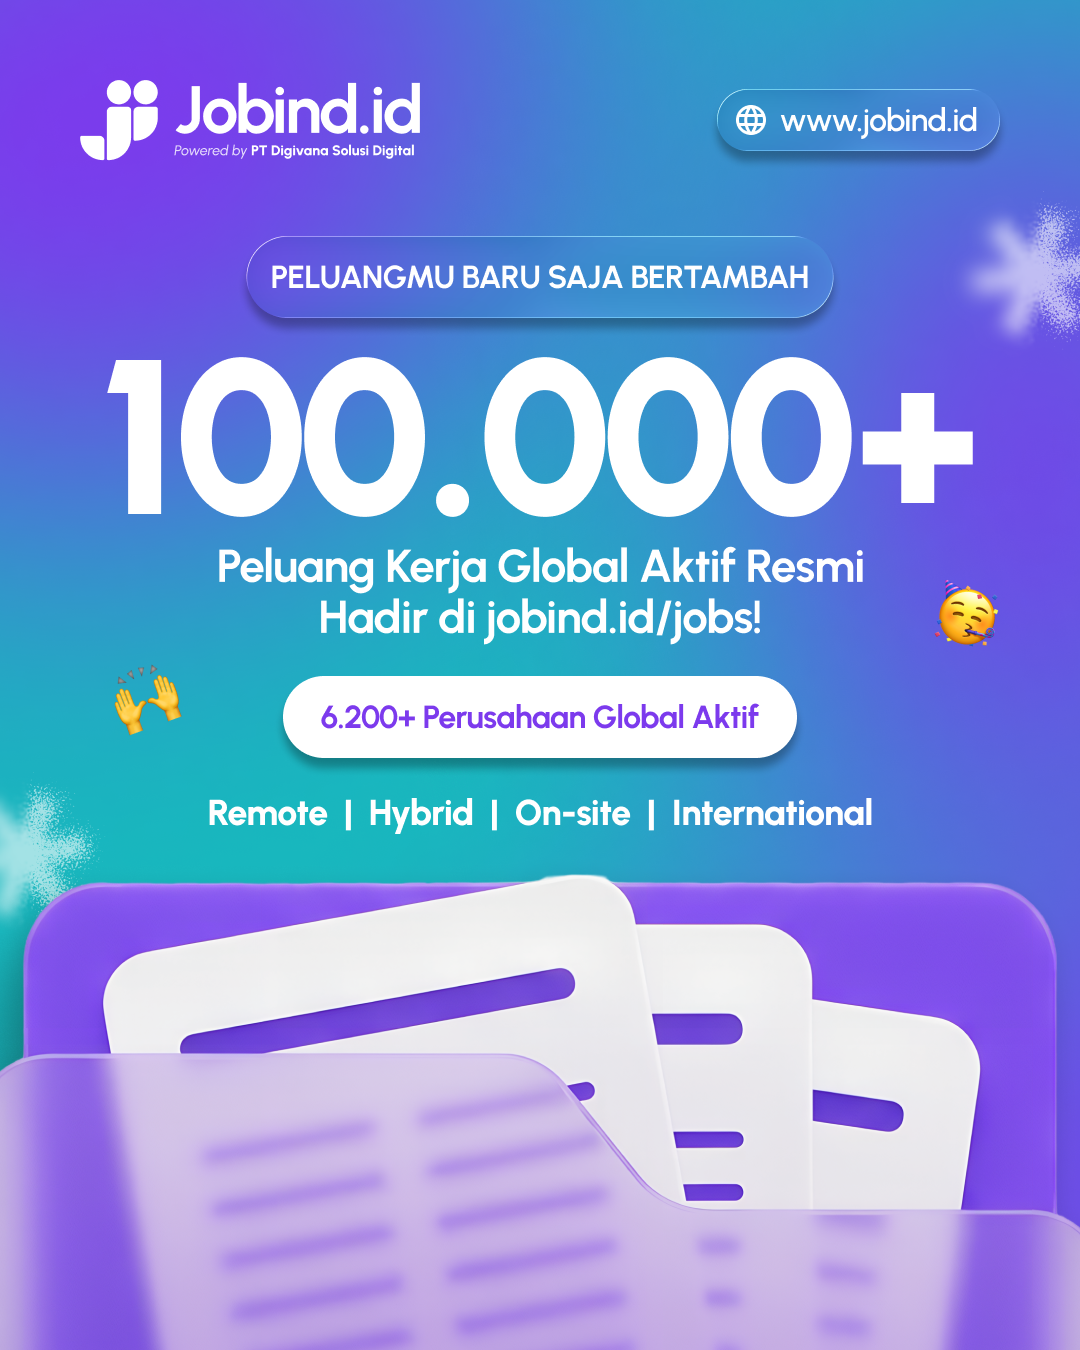 Jobind.id
Powered by PT Digivana Solusi Digital
www.jobind.id
PELUANGMU BARU SAJA BERTAMBAH
100.000+
Peluang Kerja Global Aktif Resmi
Hadir di jobind.id/jobs!
6.200+ Perusahaan Global Aktif
Remote | Hybrid | On-site | International